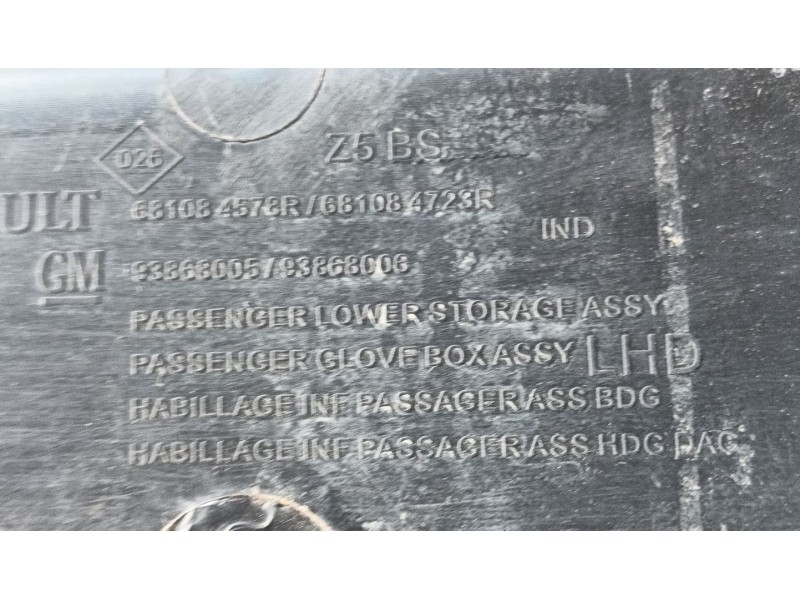 026 Z5 BS
ULT 68108 4578R / 68108 4723R
IND
GM 93868005 / 93868006
PASSENGER LOWER STORAGE ASSY
PASSENGER GLOVE BOX ASSY LHD
HABILLAGE INF PASSAGER ASS BDG
HABILLAGE INF PASSAGER ASS HDG DAG